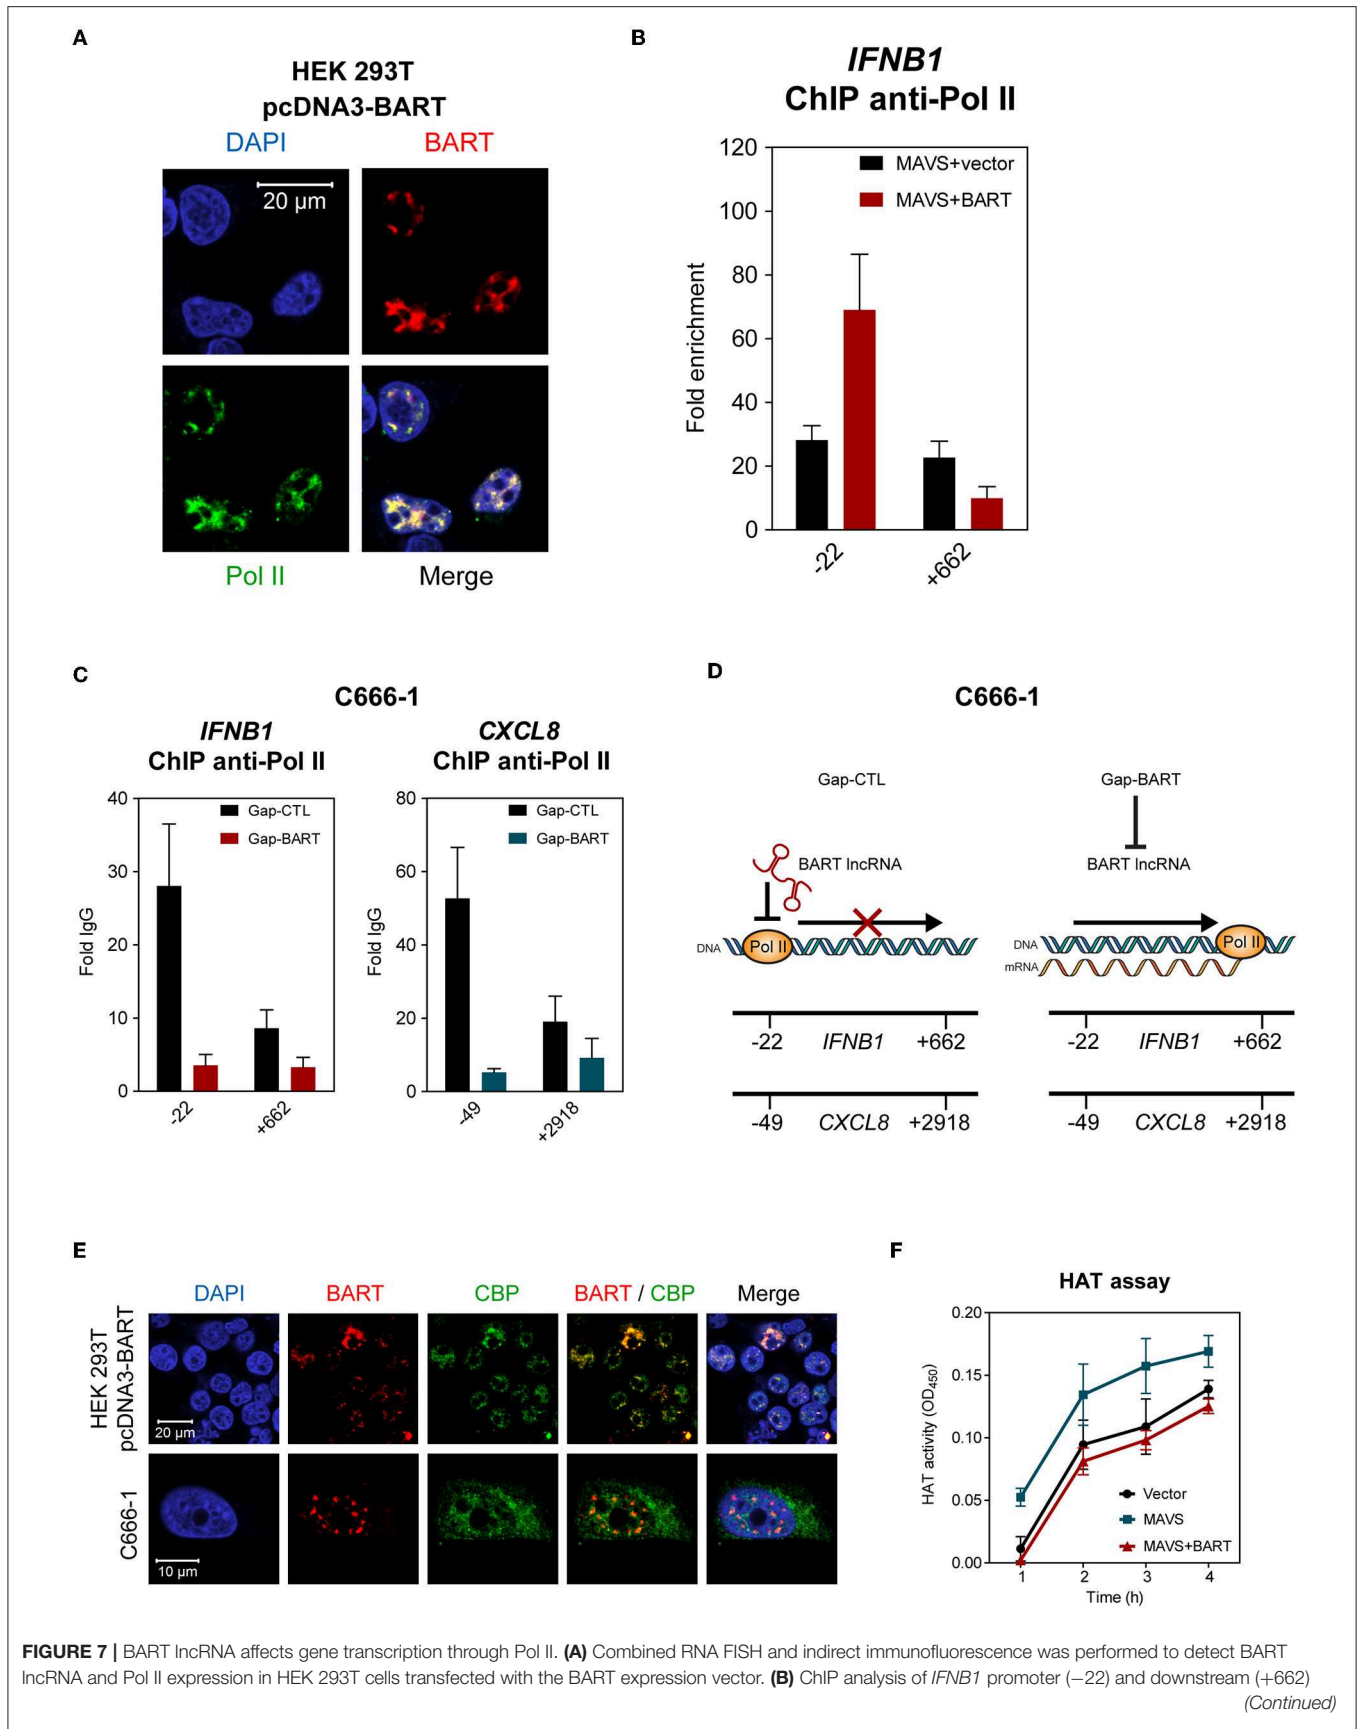 A
HEK 293T
pcDNA3-BART
DAPI BART
20 μm
Pol II Merge
B
IFNB1
ChIP anti-Pol II
MAVS+vector
MAVS+BART
Fold enrichment
120
100
80
60
40
20
0
-22 +662
C
C666-1
IFNB1
ChIP anti-Pol II
Gap-CTL
Gap-BART
Fold IgG
40
30
20
10
0
-22 +662
CXCL8
ChIP anti-Pol II
Gap-CTL
Gap-BART
Fold IgG
80
60
40
20
0
-49 +2918
D
C666-1
Gap-CTL
BART lncRNA
DNA Pol II
-22 IFNB1 +662
-49 CXCL8 +2918
Gap-BART
BART lncRNA
DNA Pol II
mRNA
-22 IFNB1 +662
-49 CXCL8 +2918
E
DAPI BART CBP BART / CBP Merge
HEK 293T
pcDNA3-BART
20 μm
C666-1
10 μm
F
HAT assay
HAT activity (OD450)
0.20
0.15
0.10
0.05
0.00
Vector
MAVS
MAVS+BART
1 2 3 4
Time (h)
FIGURE 7 | BART lncRNA affects gene transcription through Pol II. (A) Combined RNA FISH and indirect immunofluorescence was performed to detect BART
lncRNA and Pol II expression in HEK 293T cells transfected with the BART expression vector. (B) ChIP analysis of IFNB1 promoter (−22) and downstream (+662)
(Continued)